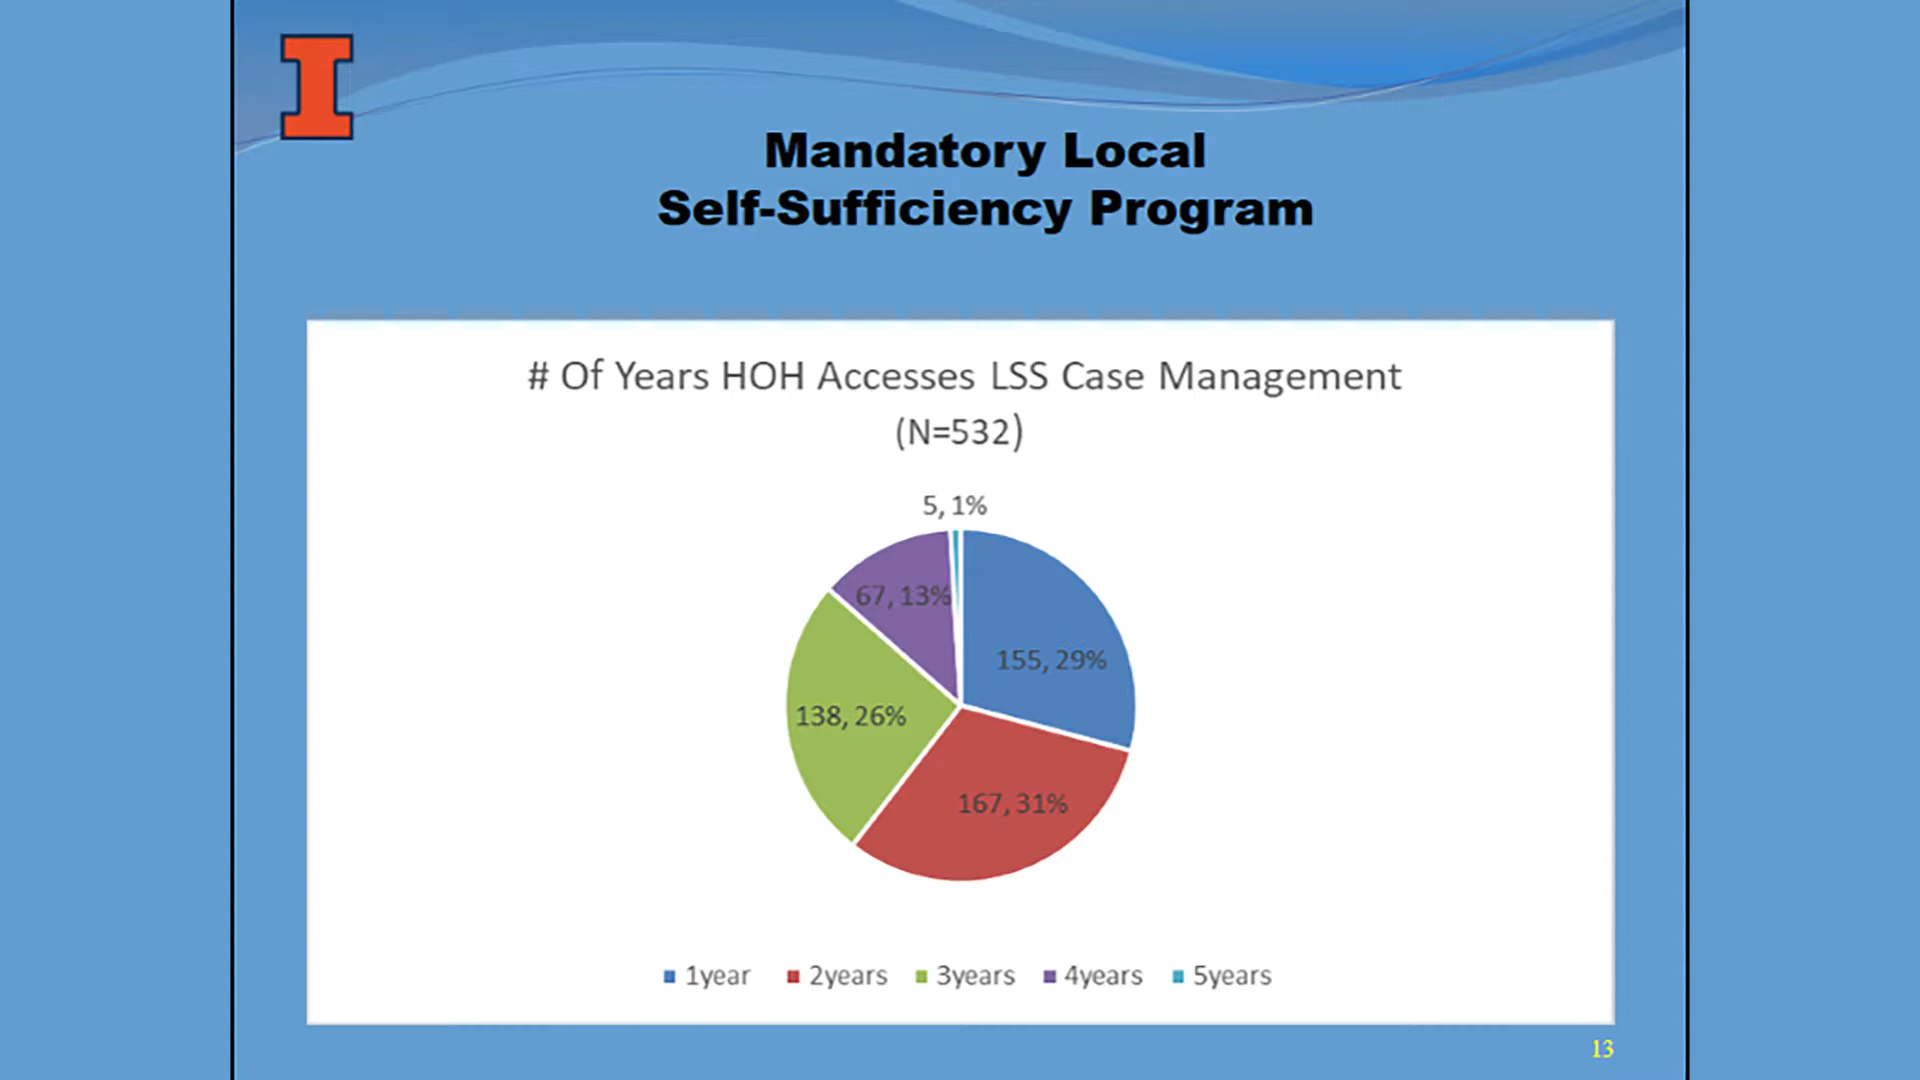 I
Mandatory Local
Self-Sufficiency Program
# Of Years HOH Accesses LSS Case Management
(N=532)
5, 1%
67, 13%
155, 29%
138, 26%
167, 31%
1year 2years 3years 4years 5years
13